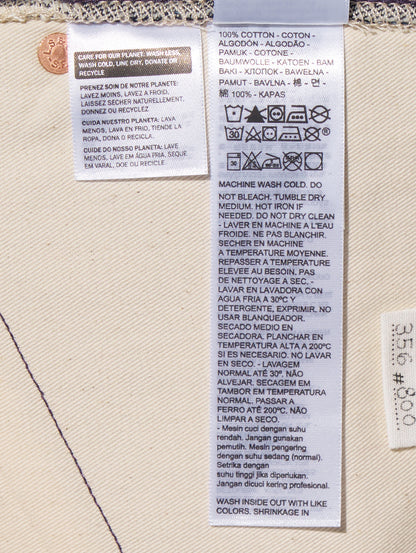 CARE FOR OUR PLANET: WASH LESS,
WASH COLD, LINE DRY, DONATE OR
RECYCLE
PRENEZ SOIN DE NOTRE PLANETE:
LAVEZ MOINS, LAVEZ A FROID,
LAISSEZ SECHER NATURELLEMENT,
DONNEZ OU RECYCLEZ
CUIDA NUESTRO PLANETA: LAVA
MENOS, LAVA EN FRIO, TIENDE LA
ROPA, DONA O RECICLA.
CUIDE DO NOSSO PLANETA: LAVE
MENOS, LAVE EM ÁGUA FRIA, SEQUE
EM VARAL, DOE OU RECICLE.
100% COTTON - COTON -
ALGODÓN - ALGODÃO -
PAMUK - COTONE -
BAUMWOLLE - KATOEN - BAM
BAKI - ХЛОПОК - BAWEŁNA -
PAMUT - BAVLNA - 棉 - 면 -
綿 100% - KAPAS
30
MACHINE WASH COLD. DO
NOT BLEACH. TUMBLE DRY
MEDIUM. HOT IRON IF
NEEDED. DO NOT DRY CLEAN
- LAVER EN MACHINE A L'EAU
FROIDE. NE PAS BLANCHIR.
SECHER EN MACHINE
A TEMPERATURE MOYENNE.
REPASSER A TEMPERATURE
ELEVEE AU BESOIN. PAS
DE NETTOYAGE A SEC. -
LAVAR EN LAVADORA CON
AGUA FRIA A 30ºC Y
DETERGENTE, EXPRIMIR. NO
USAR BLANQUEADOR.
SECADO MEDIO EN
SECADORA. PLANCHAR EN
TEMPERATURA ALTA A 200ºC
SI ES NECESARIO. NO LAVAR
EN SECO. - LAVAGEM
NORMAL ATÉ 30º. NÃO
ALVEJAR. SECAGEM EM
TAMBOR EM TEMPERATURA
NORMAL. PASSAR A
FERRO ATÉ 200ºC. NÃO
LIMPAR A SECO.
- Mesin cuci dengan suhu
rendah. Jangan gunakan
pemutih. Mesin pengering
dengan suhu sedang (normal).
Setrika dengan
suhu tinggi jika diperlukan.
Jangan dicuci kering profesional.
WASH INSIDE OUT WITH LIKE
COLORS. SHRINKAGE IN
356 #800